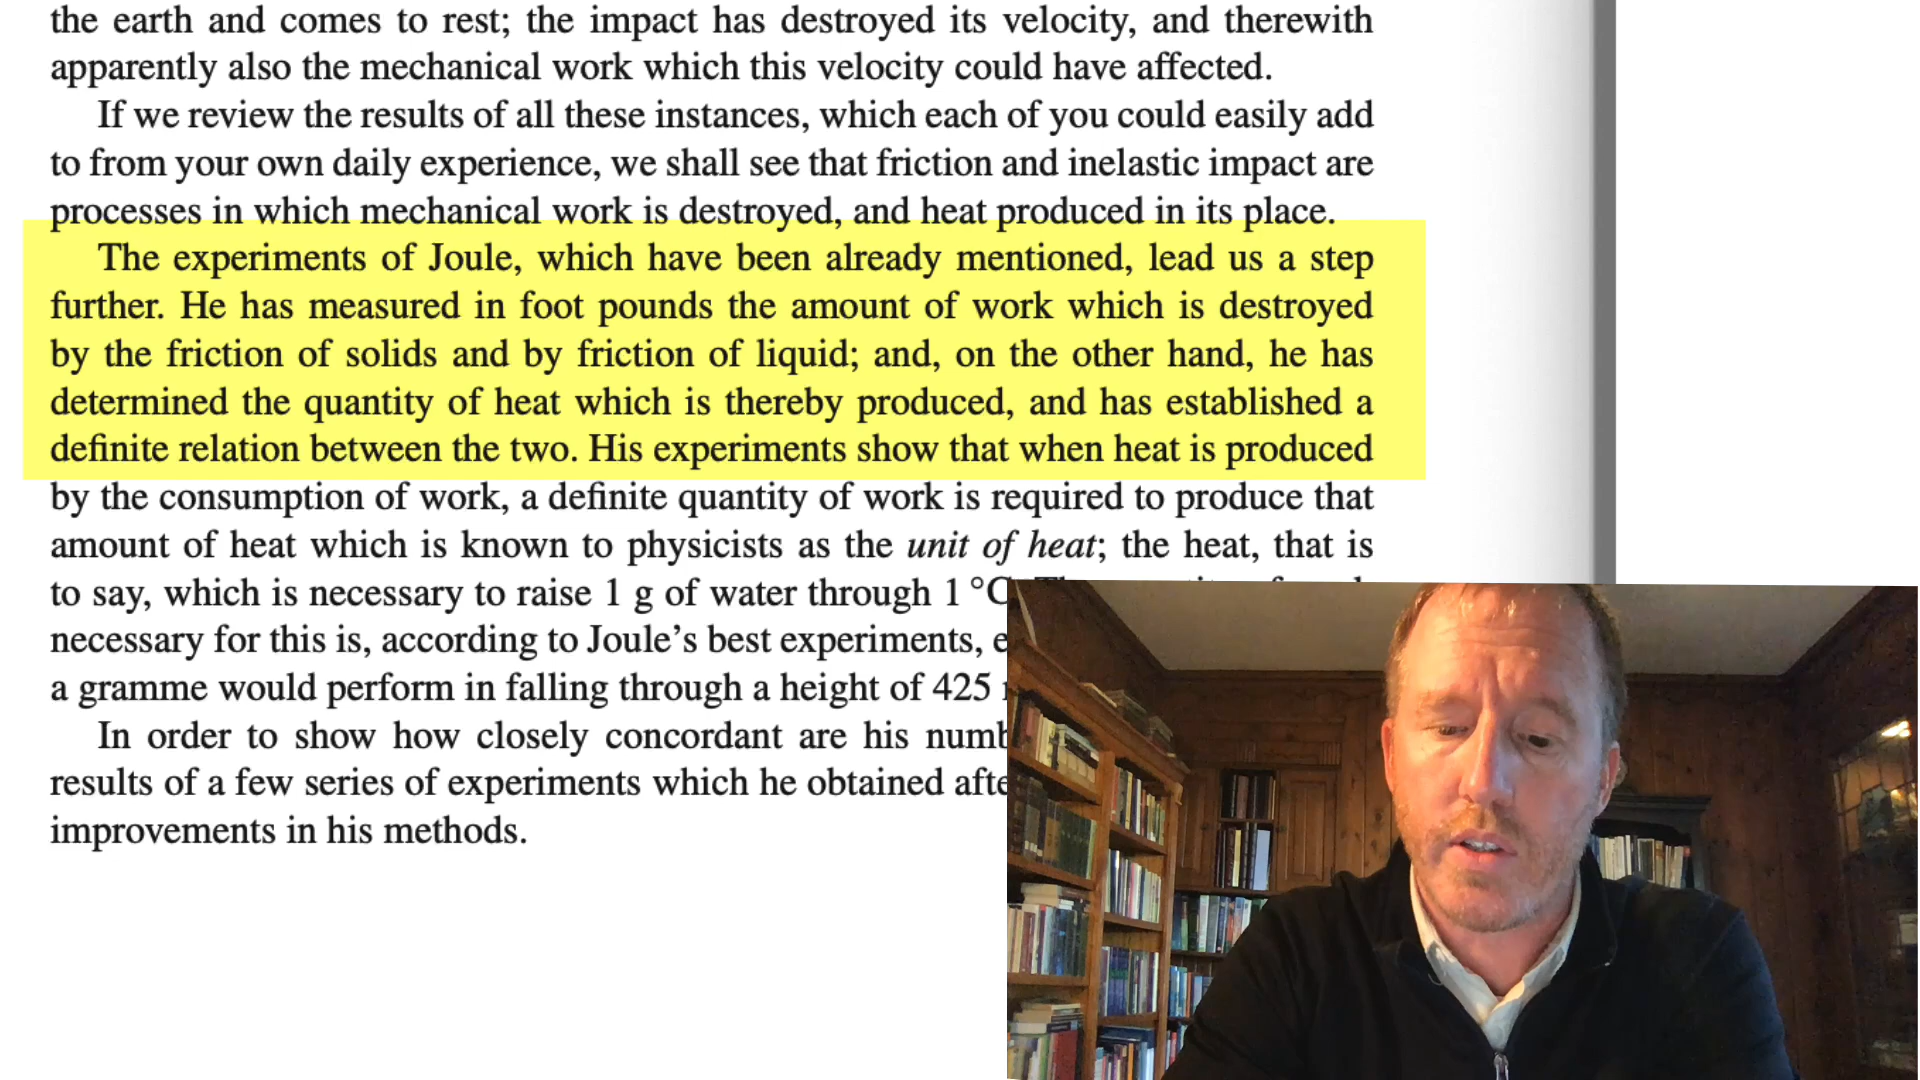 the earth and comes to rest; the impact has destroyed its velocity, and therewith
apparently also the mechanical work which this velocity could have affected.
If we review the results of all these instances, which each of you could easily add
to from your own daily experience, we shall see that friction and inelastic impact are
processes in which mechanical work is destroyed, and heat produced in its place.
The experiments of Joule, which have been already mentioned, lead us a step
further. He has measured in foot pounds the amount of work which is destroyed
by the friction of solids and by friction of liquid; and, on the other hand, he has
determined the quantity of heat which is thereby produced, and has established a
definite relation between the two. His experiments show that when heat is produced
by the consumption of work, a definite quantity of work is required to produce that
amount of heat which is known to physicists as the unit of heat; the heat, that is
to say, which is necessary to raise 1 g of water through 1 °C
necessary for this is, according to Joule's best experiments,
a gramme would perform in falling through a height of 425
In order to show how closely concordant are his
results of a few series of experiments which he obtained
improvements in his methods.